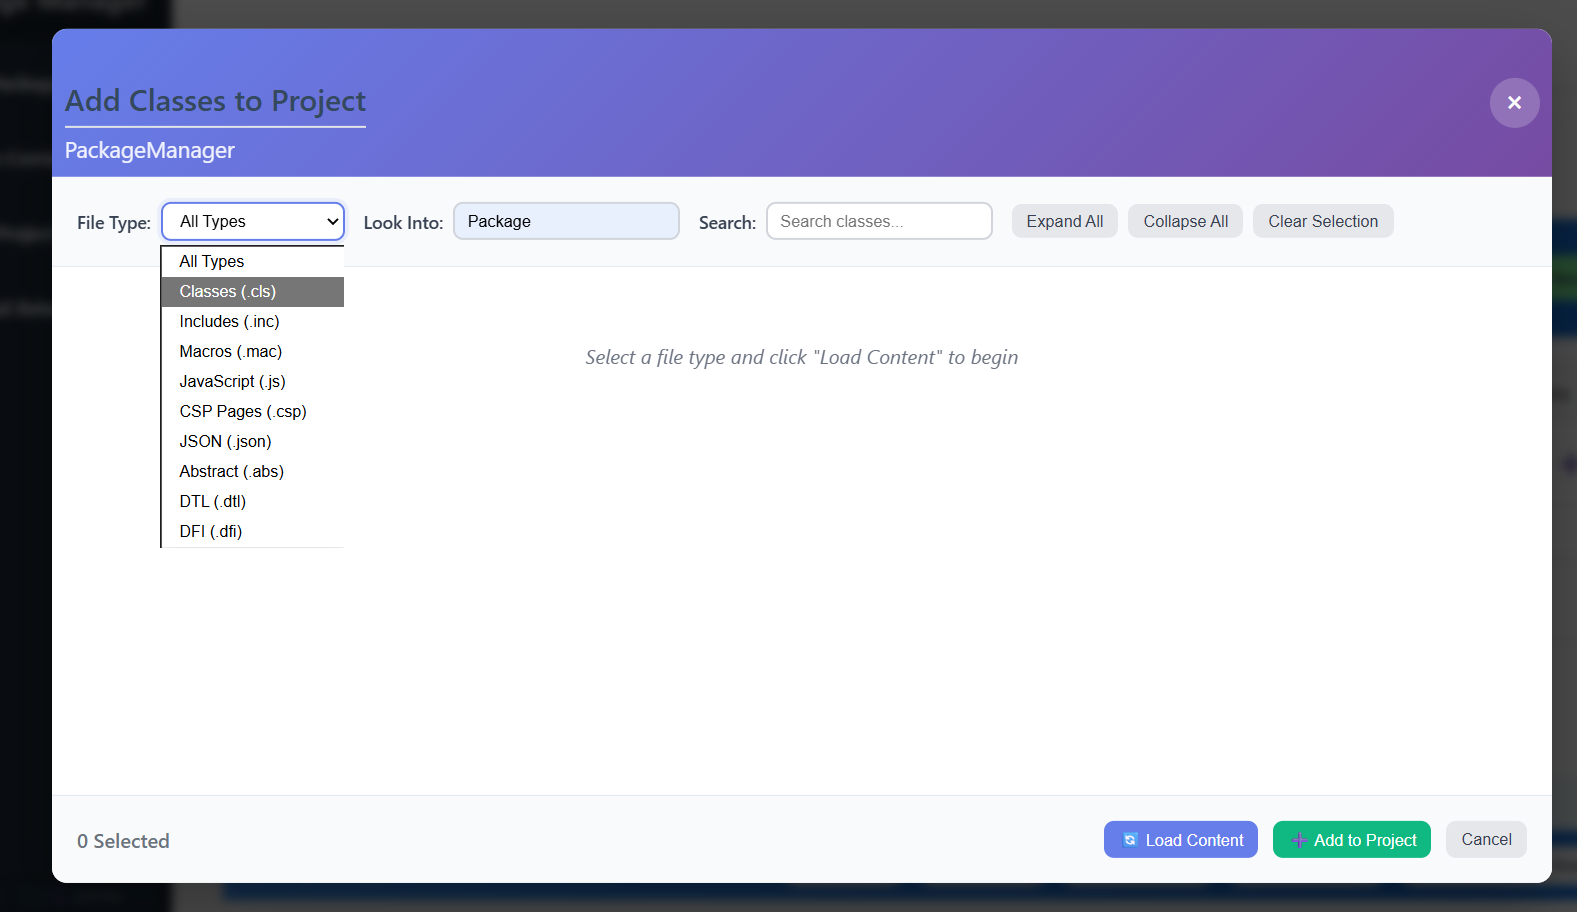 Add Classes to Project
PackageManager
File Type: All Types Look Into: Package Search: Search classes... Expand All Collapse All Clear Selection
All Types
Classes (.cls)
Includes (.inc)
Macros (.mac)
JavaScript (.js)
CSP Pages (.csp)
JSON (.json)
Abstract (.abs)
DTL (.dtl)
DFI (.dfi)
Select a file type and click "Load Content" to begin
0 Selected Load Content Add to Project Cancel